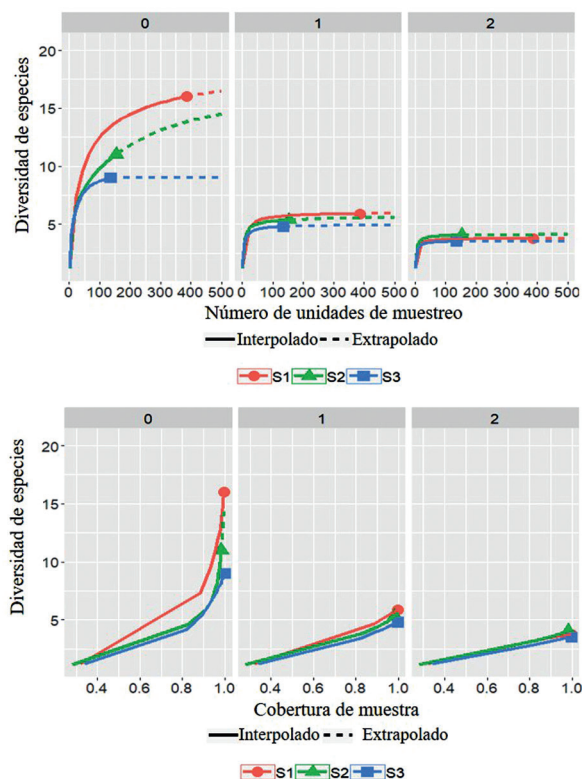 0 1 2
Diversidad de especies
20
15
10
5
0 100 200 300 400 500 0 100 200 300 400 500 0 100 200 300 400 500
Número de unidades de muestreo
Interpolado Extrapolado
S1 S2 S3
0 1 2
Diversidad de especies
20
15
10
5
0.4 0.6 0.8 1.0 0.4 0.6 0.8 1.0 0.4 0.6 0.8 1.0
Cobertura de muestra
Interpolado Extrapolado
S1 S2 S3